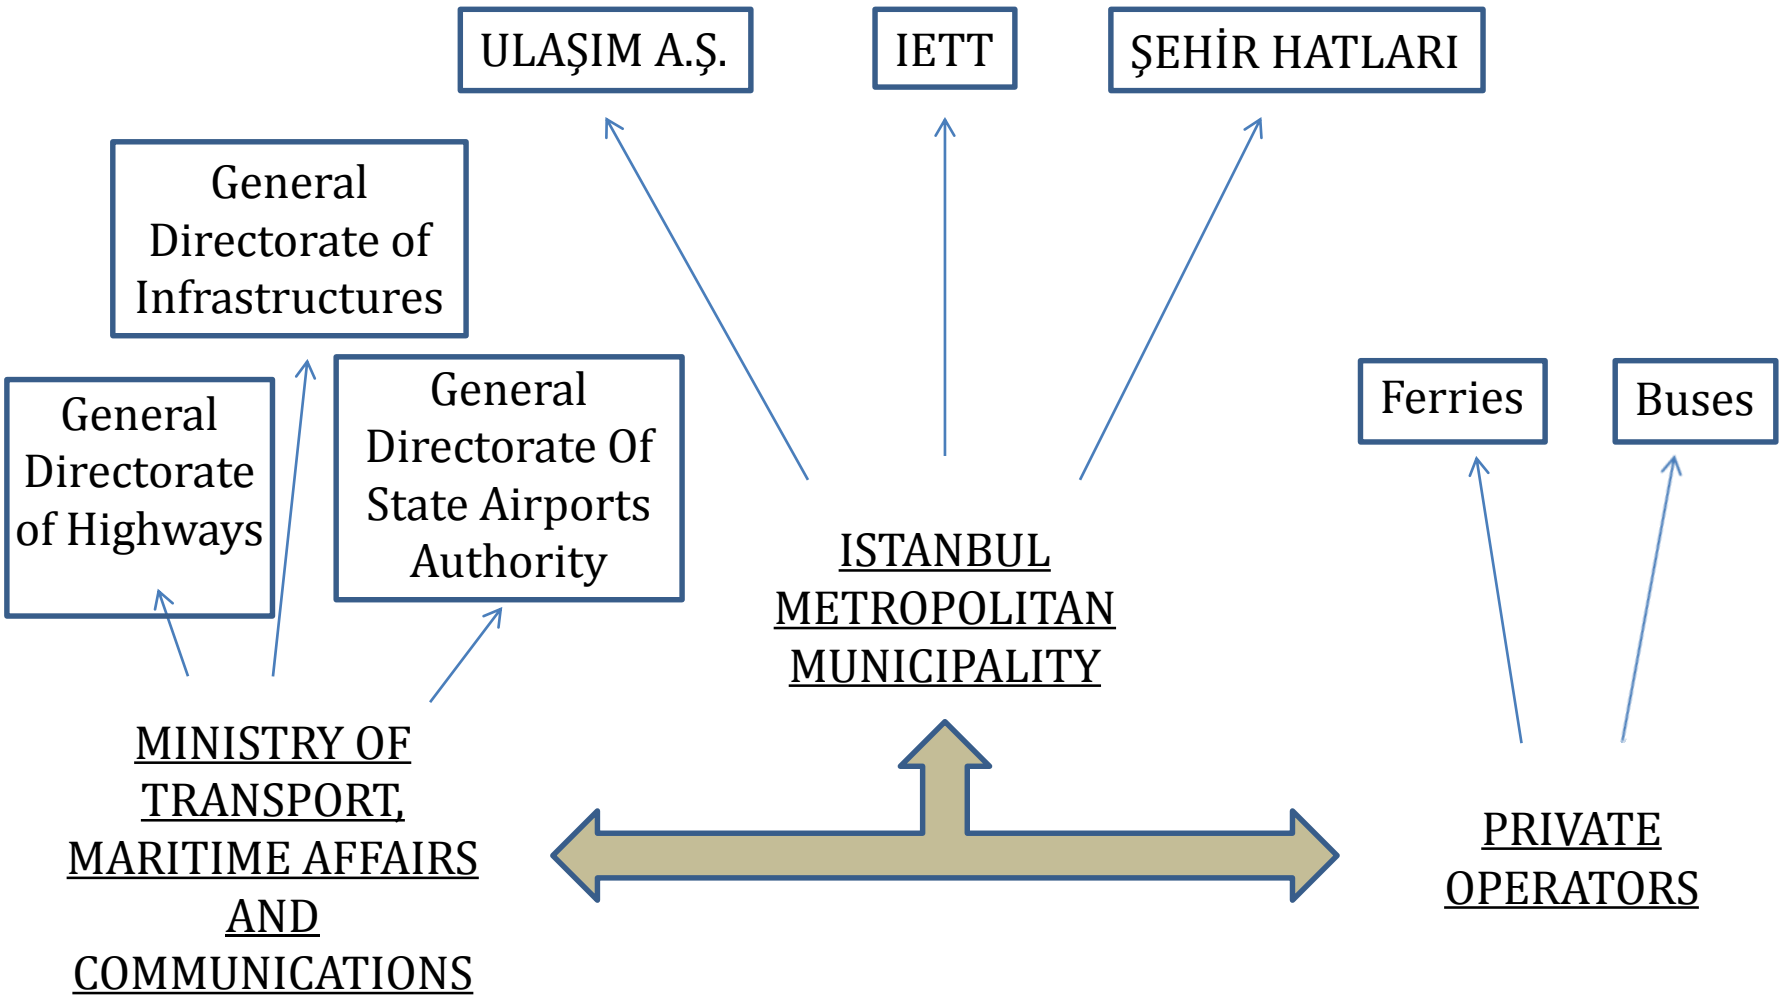 ULAŞIM A.Ş.
IETT
ŞEHİR HATLARI
General
Directorate of
Infrastructures
General
Directorate
of Highways
General
Directorate Of
State Airports
Authority
Ferries
Buses
ISTANBUL
METROPOLITAN
MUNICIPALITY
MINISTRY OF
TRANSPORT,
MARITIME AFFAIRS
AND
COMMUNICATIONS
PRIVATE
OPERATORS